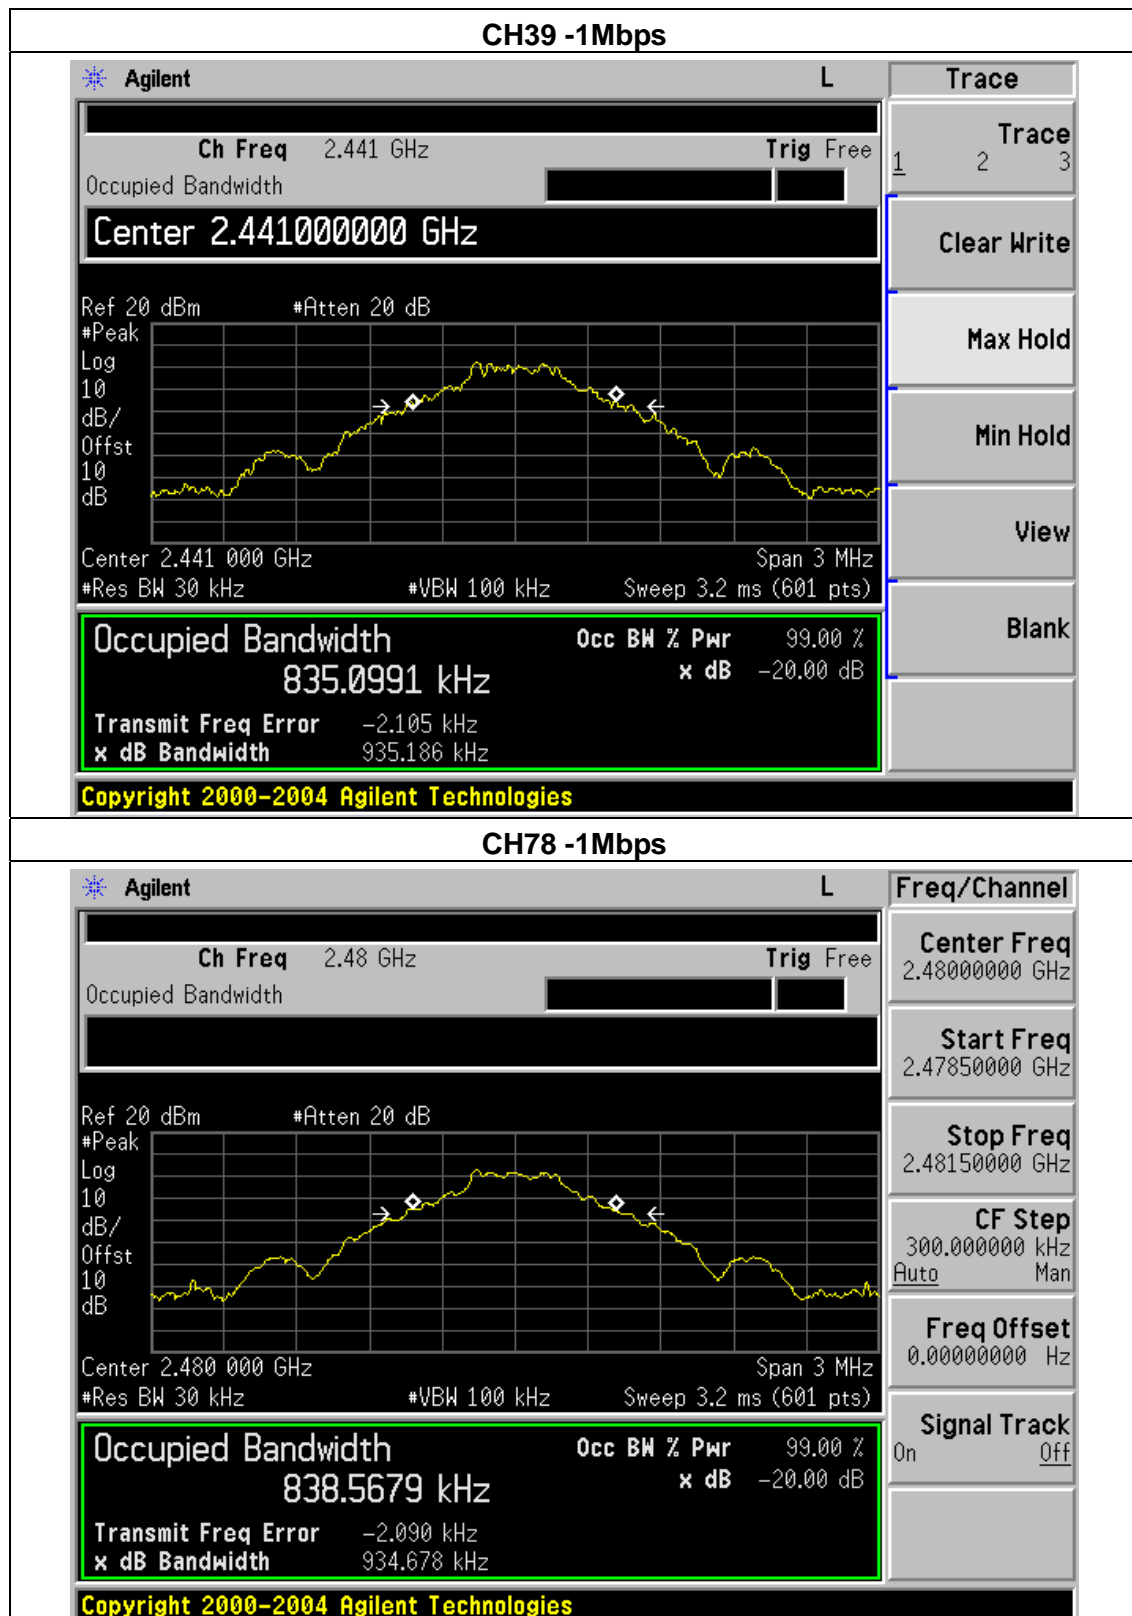 CH39 -1Mbps
Agilent L Trace
Ch Freq 2.441 GHz Trig Free
Trace
1 2 3
Occupied Bandwidth
Center 2.441000000 GHz
Clear Write
Ref 20 dBm #Atten 20 dB
#Peak
Log
10
dB/
Offst
10
dB
Max Hold
Min Hold
View
Center 2.441 000 GHz Span 3 MHz
#Res BW 30 kHz #VBW 100 kHz Sweep 3.2 ms (601 pts)
Blank
Occupied Bandwidth Occ BW % Pwr 99.00 %
835.0991 kHz x dB -20.00 dB
Transmit Freq Error -2.105 kHz
x dB Bandwidth 935.186 kHz
Copyright 2000-2004 Agilent Technologies
CH78 -1Mbps
Agilent L Freq/Channel
Ch Freq 2.48 GHz Trig Free
Center Freq
2.48000000 GHz
Occupied Bandwidth
Start Freq
2.47850000 GHz
Ref 20 dBm #Atten 20 dB
#Peak
Log
10
dB/
Offst
10
dB
Stop Freq
2.48150000 GHz
CF Step
300.000000 kHz
Auto Man
Freq Offset
0.00000000 Hz
Center 2.480 000 GHz Span 3 MHz
#Res BW 30 kHz #VBW 100 kHz Sweep 3.2 ms (601 pts)
Signal Track
On Off
Occupied Bandwidth Occ BW % Pwr 99.00 %
838.5679 kHz x dB -20.00 dB
Transmit Freq Error -2.090 kHz
x dB Bandwidth 934.678 kHz
Copyright 2000-2004 Agilent Technologies